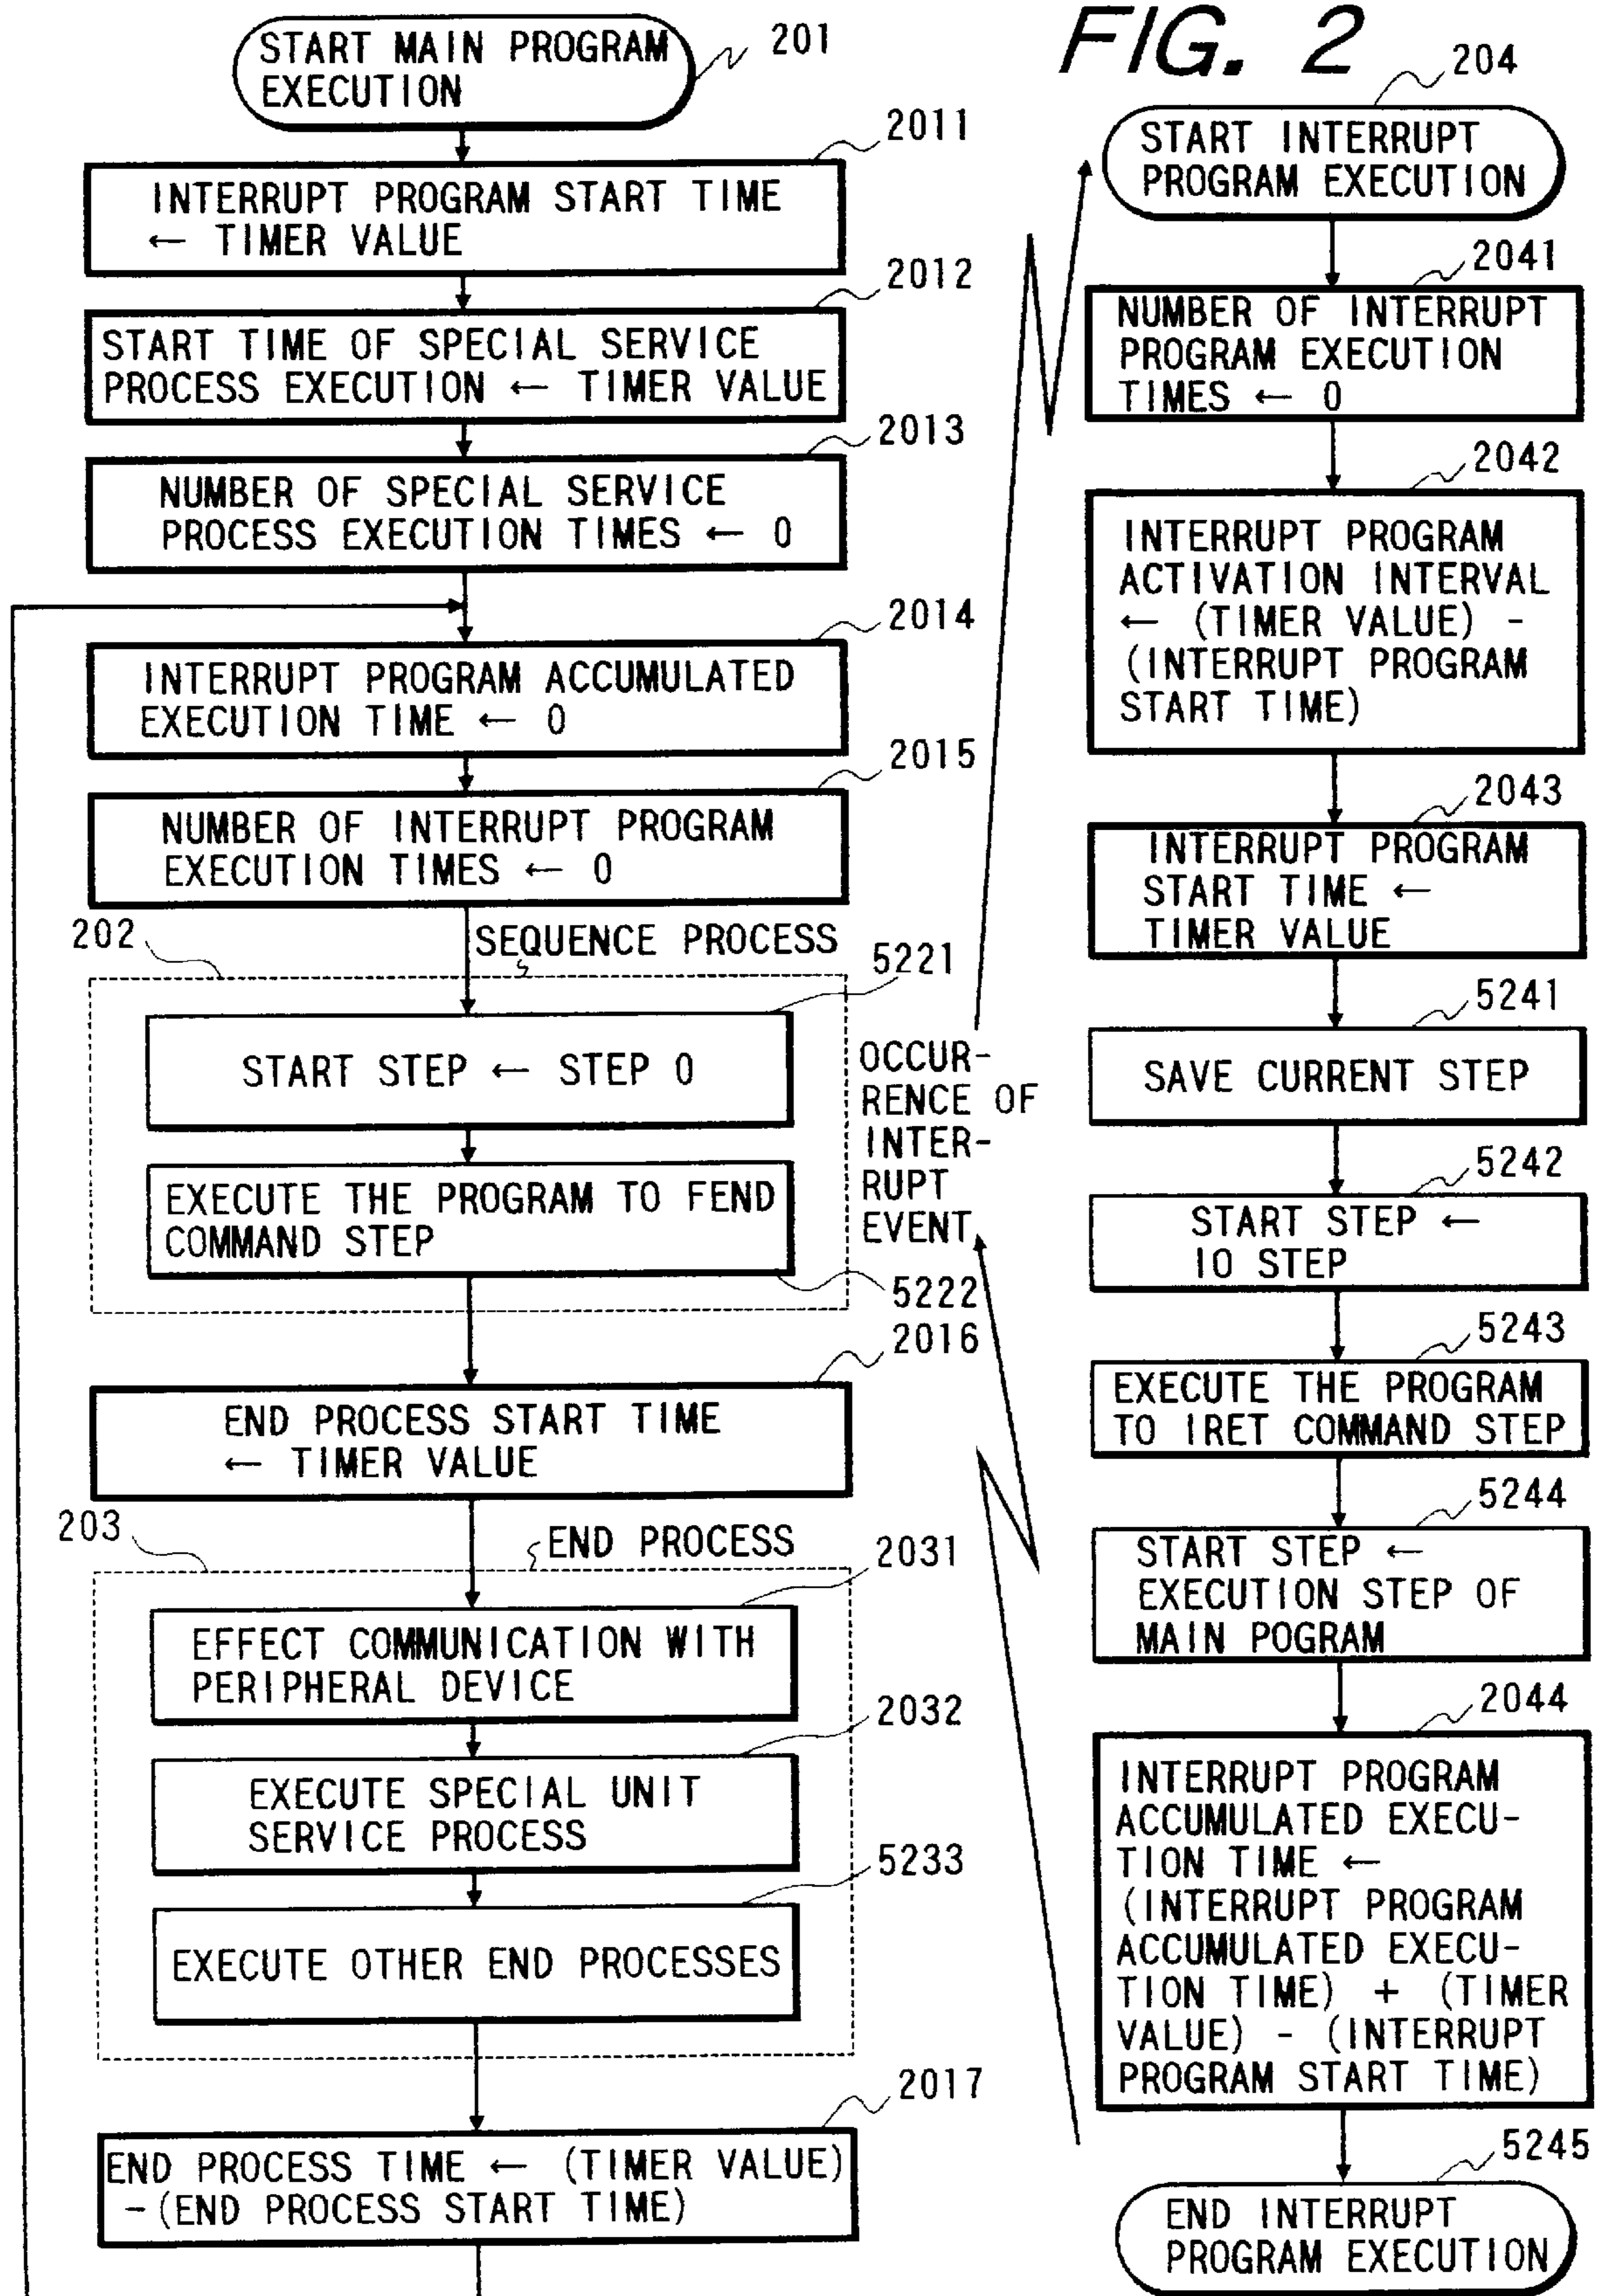 FIG. 2
START MAIN PROGRAM
EXECUTION
201
2011
INTERRUPT PROGRAM START TIME
← TIMER VALUE
2012
START TIME OF SPECIAL SERVICE
PROCESS EXECUTION ← TIMER VALUE
2013
NUMBER OF SPECIAL SERVICE
PROCESS EXECUTION TIMES ← 0
2014
INTERRUPT PROGRAM ACCUMULATED
EXECUTION TIME ← 0
2015
NUMBER OF INTERRUPT PROGRAM
EXECUTION TIMES ← 0
202
SEQUENCE PROCESS
5221
START STEP ← STEP 0
EXECUTE THE PROGRAM TO FEND
COMMAND STEP
5222
OCCUR-
RENCE OF
INTER-
RUPT
EVENT
2016
END PROCESS START TIME
← TIMER VALUE
203
END PROCESS
2031
EFFECT COMMUNICATION WITH
PERIPHERAL DEVICE
2032
EXECUTE SPECIAL UNIT
SERVICE PROCESS
5233
EXECUTE OTHER END PROCESSES
2017
END PROCESS TIME ← (TIMER VALUE)
-(END PROCESS START TIME)
204
START INTERRUPT
PROGRAM EXECUTION
2041
NUMBER OF INTERRUPT
PROGRAM EXECUTION
TIMES ← 0
2042
INTERRUPT PROGRAM
ACTIVATION INTERVAL
← (TIMER VALUE) -
(INTERRUPT PROGRAM
START TIME)
2043
INTERRUPT PROGRAM
START TIME ←
TIMER VALUE
5241
SAVE CURRENT STEP
5242
START STEP ←
IO STEP
5243
EXECUTE THE PROGRAM
TO IRET COMMAND STEP
5244
START STEP ←
EXECUTION STEP OF
MAIN POGRAM
2044
INTERRUPT PROGRAM
ACCUMULATED EXECU-
TION TIME ←
(INTERRUPT PROGRAM
ACCUMULATED EXECU-
TION TIME) + (TIMER
VALUE) - (INTERRUPT
PROGRAM START TIME)
5245
END INTERRUPT
PROGRAM EXECUTION